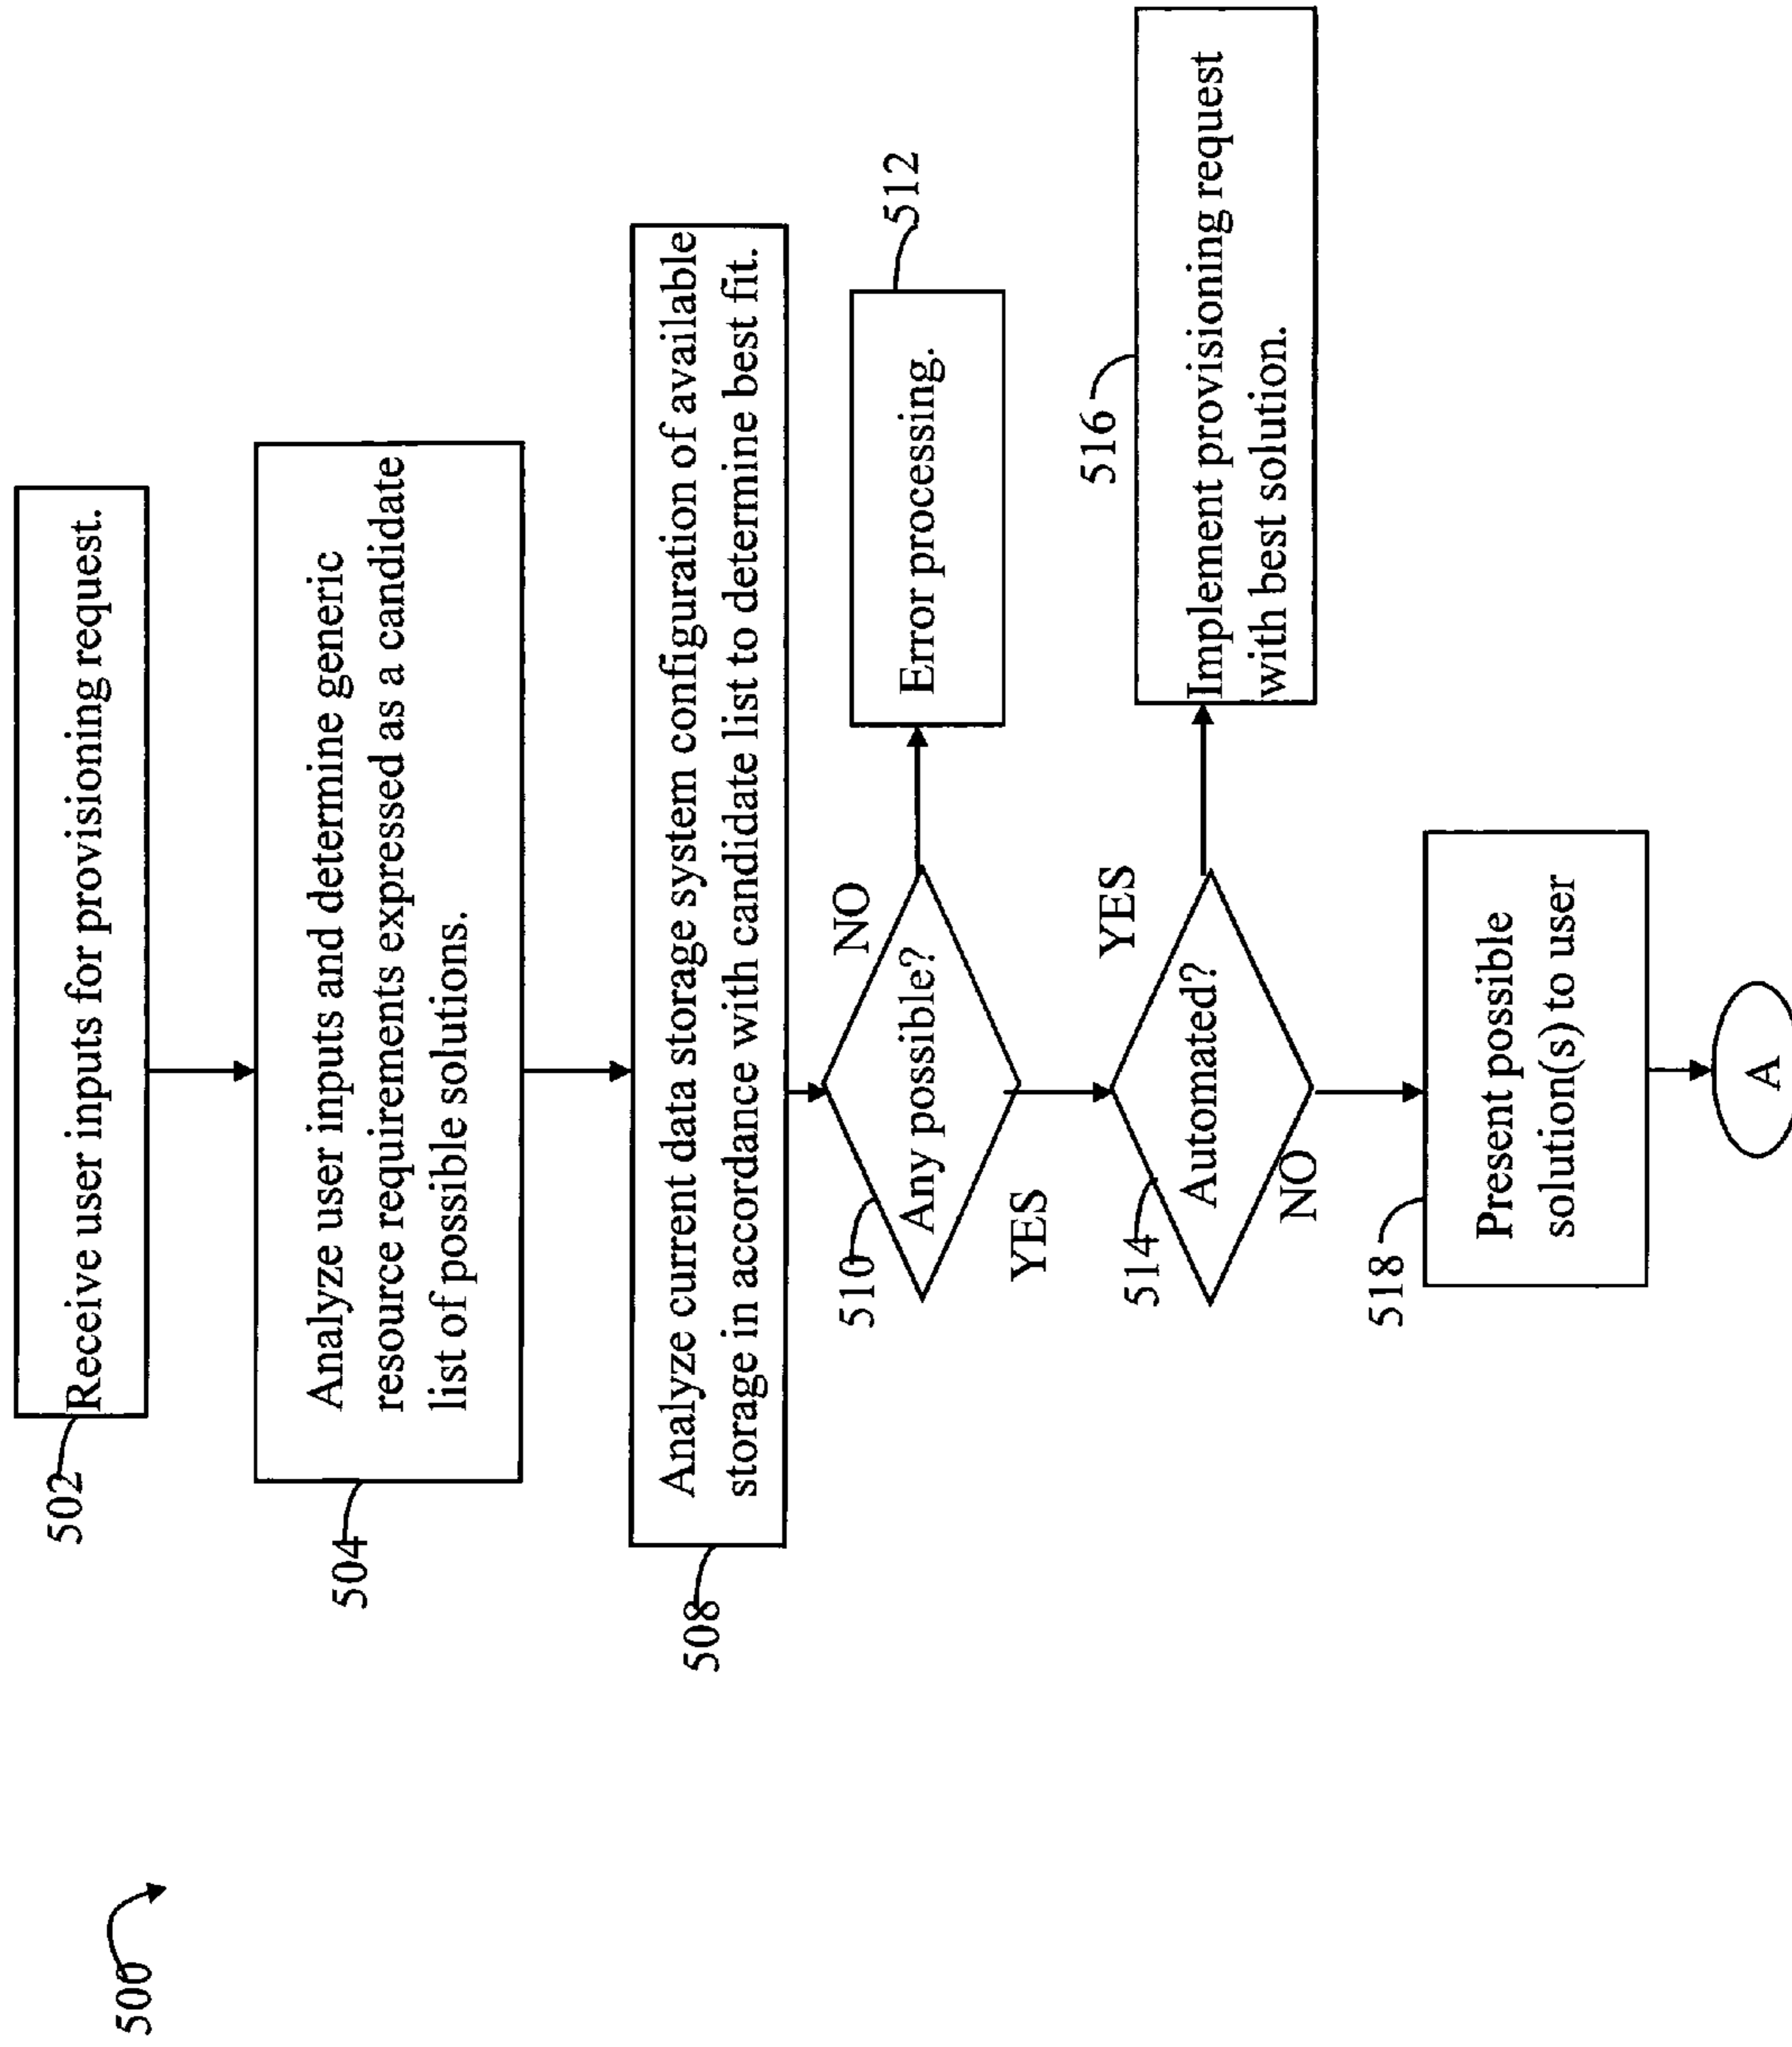 500
502
Receive user inputs for provisioning request.
504
Analyze user inputs and determine generic
resource requirements expressed as a candidate
list of possible solutions.
508
Analyze current data storage system configuration of available
storage in accordance with candidate list to determine best fit.
510
Any possible?
NO
512
Error processing.
YES
514
Automated?
YES
516
Implement provisioning request
with best solution.
NO
518
Present possible
solution(s) to user
A